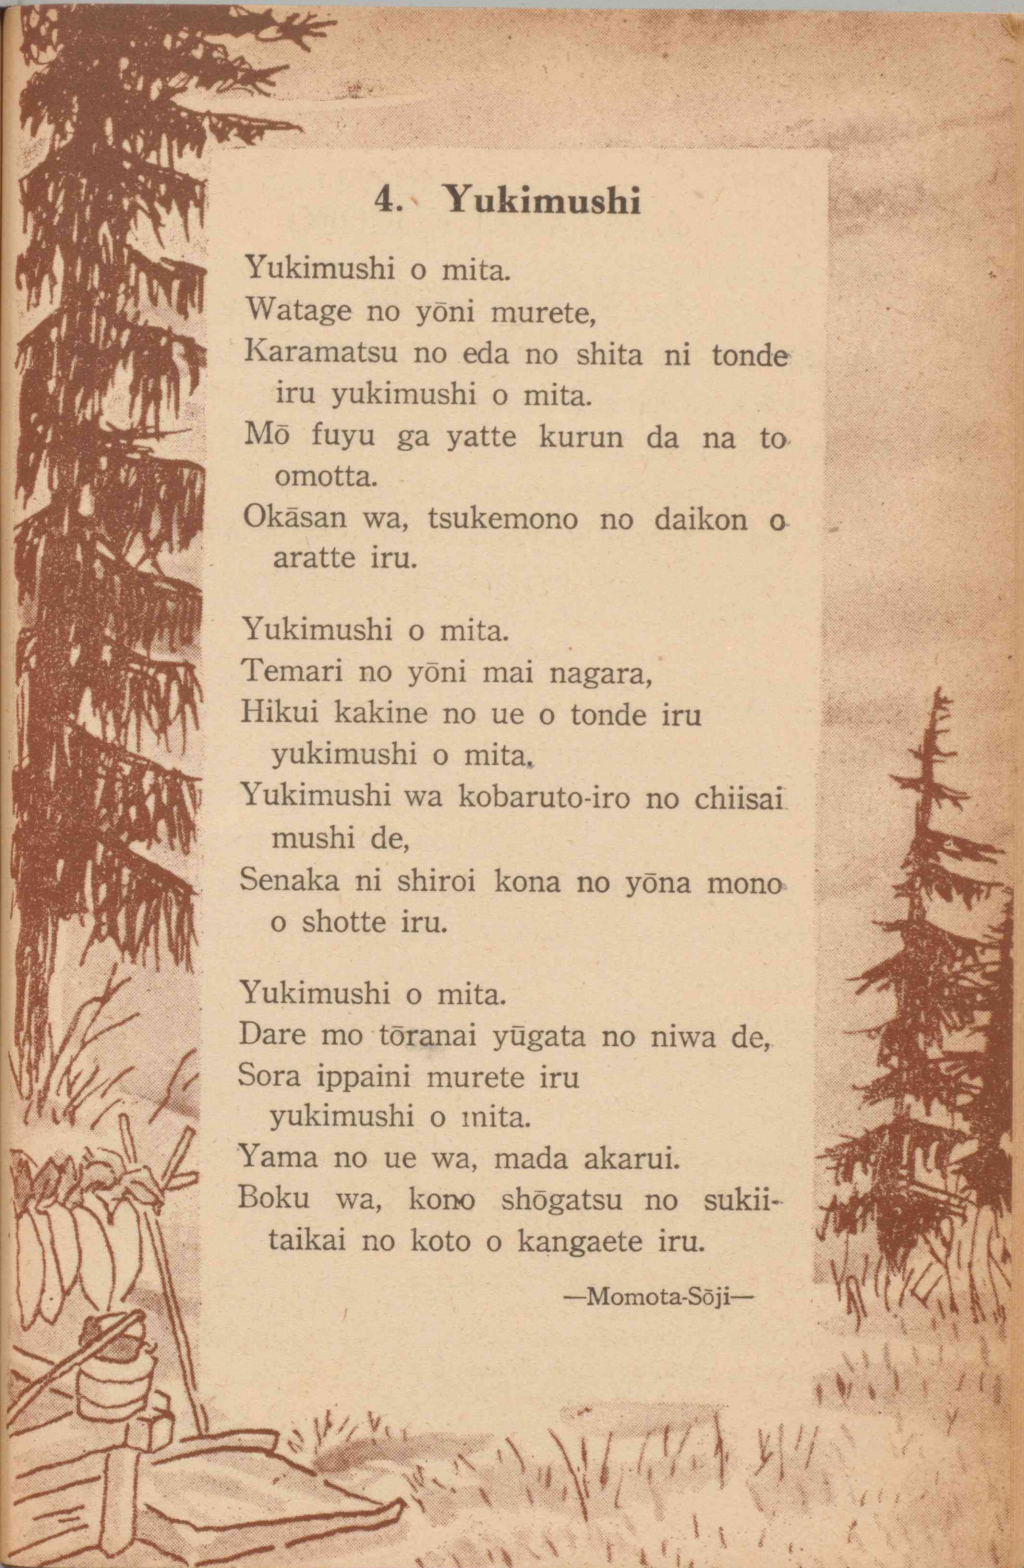 4. Yukimushi
Yukimushi o mita.
Watage no yōni murete,
Karamatsu no eda no shita ni tonde
iru yukimushi o mita.
Mō fuyu ga yatte kurun da na to
omotta.
Okāsan wa, tsukemono no daikon o
aratte iru.
Yukimushi o mita.
Temari no yōni mai nagara,
Hikui kakine no ue o tonde iru
yukimushi o mita.
Yukimushi wa kobaruto-iro no chiisai
mushi de,
Senaka ni shiroi kona no yōna mono
o shotte iru.
Yukimushi o mita.
Dare mo tōranai yūgata no niwa de,
Sora ippaini murete iru
yukimushi o mita.
Yama no ue wa, mada akarui.
Boku wa, kono shōgatsu no sukii-
taikai no koto o kangaete iru.
—Momota-Sōji—